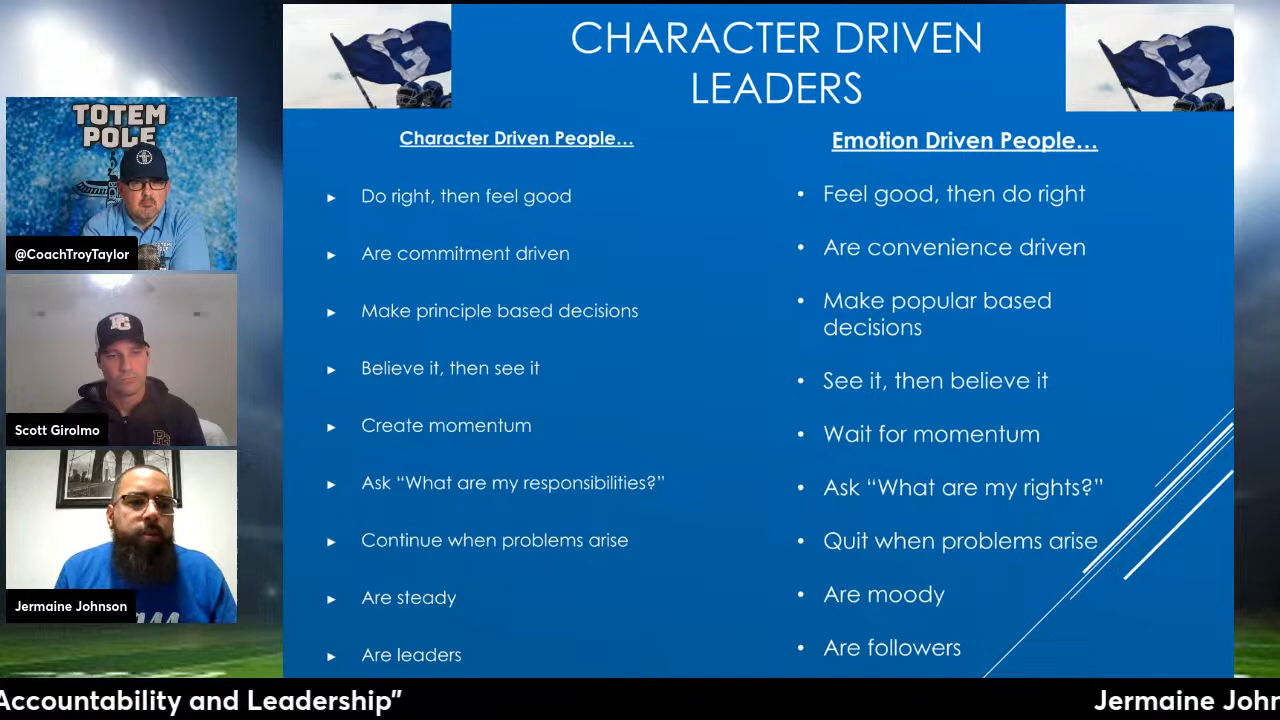 CHARACTER DRIVEN
LEADERS
TOTEM
POLE
@CoachTroyTaylor
PG
Scott Girolmo
Jermaine Johnson
G
G
Character Driven People…
Do right, then feel good
Are commitment driven
Make principle based decisions
Believe it, then see it
Create momentum
Ask “What are my responsibilities?”
Continue when problems arise
Are steady
Are leaders
Emotion Driven People…
Feel good, then do right
Are convenience driven
Make popular based
decisions
See it, then believe it
Wait for momentum
Ask “What are my rights?”
Quit when problems arise
Are moody
Are followers
Accountability and Leadership”
Jermaine John